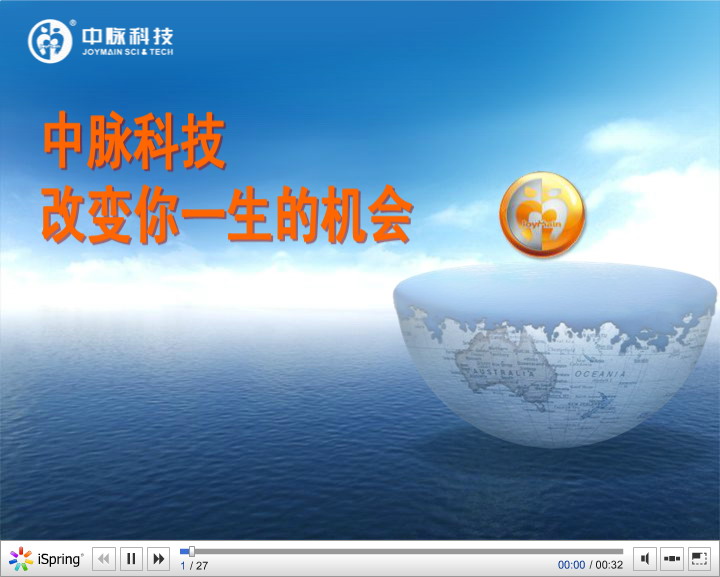 中脉科技
JOYMAIN SCI & TECH
中脉科技
改变你一生的机会
JoyMain
AUSTRALIA
OCEANIA
iSpring
1 / 27
00:00 / 00:32